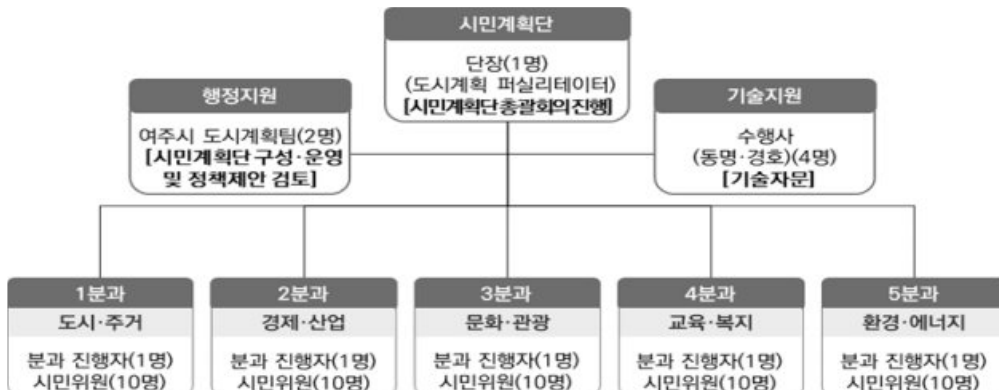 시민계획단
단장(1명)
(도시계획 퍼실리테이터)
[시민계획단총괄회의진행]
행정지원
여주시 도시계획팀(2명)
[시민계획단 구성·운영
및 정책제안 검토]
기술지원
수행사
(동명·경호)(4명)
[기술자문]
1분과
도시·주거
분과 진행자(1명)
시민위원(10명)
2분과
경제·산업
분과 진행자(1명)
시민위원(10명)
3분과
문화·관광
분과 진행자(1명)
시민위원(10명)
4분과
교육·복지
분과 진행자(1명)
시민위원(10명)
5분과
환경·에너지
분과 진행자(1명)
시민위원(10명)